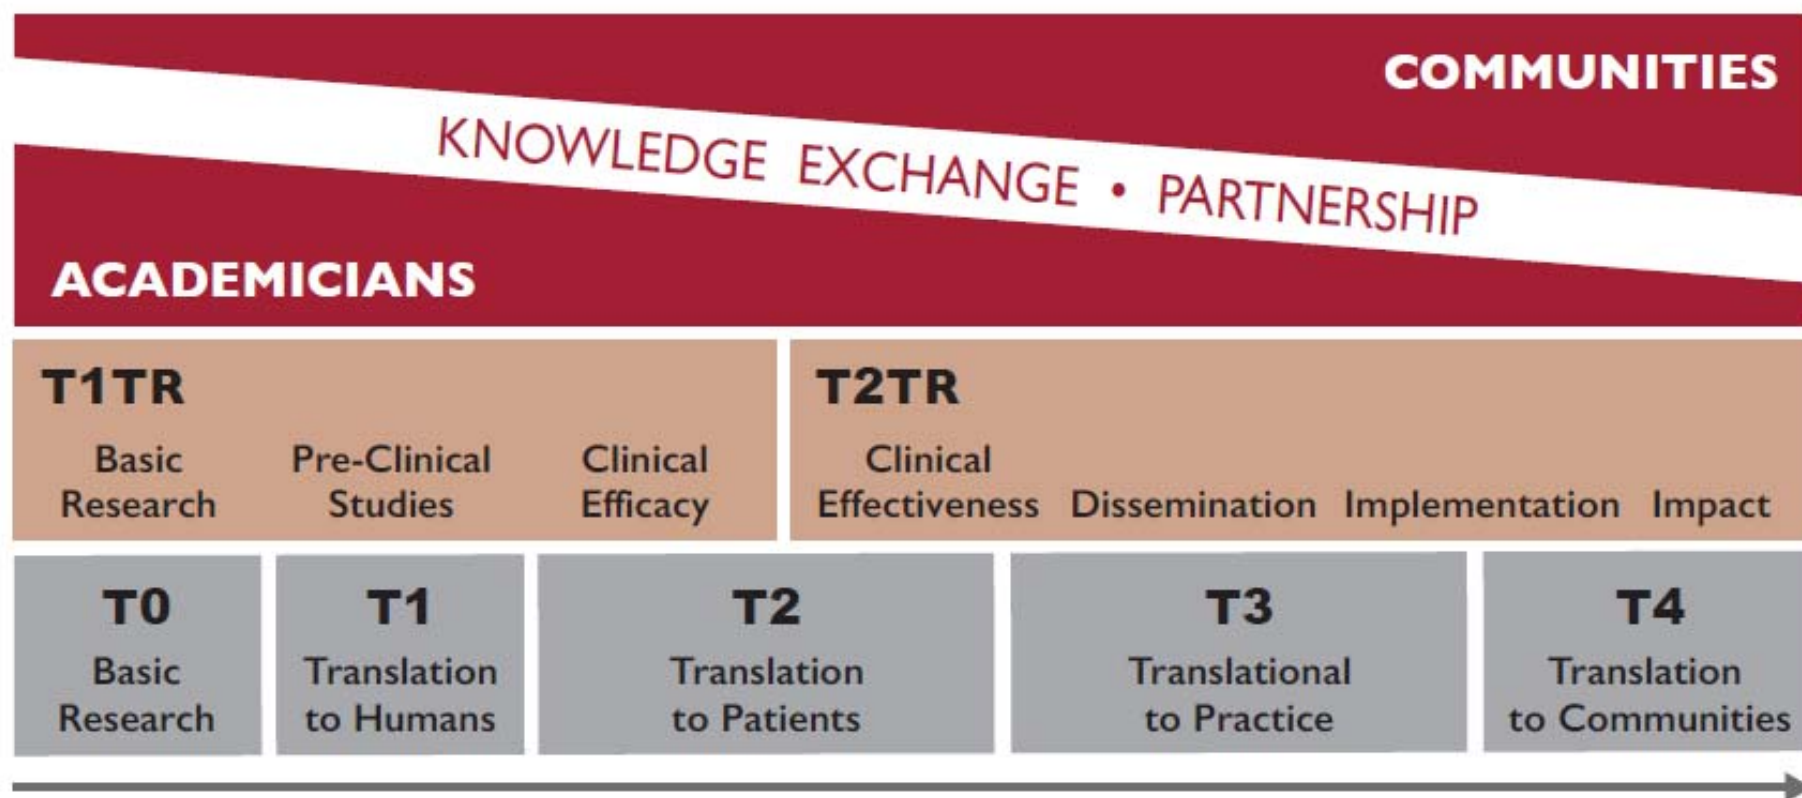 COMMUNITIES
KNOWLEDGE EXCHANGE • PARTNERSHIP
ACADEMICIANS
T1TR
Basic
Research
Pre-Clinical
Studies
Clinical
Efficacy
T2TR
Clinical
Effectiveness
Dissemination
Implementation
Impact
T0
Basic
Research
T1
Translation
to Humans
T2
Translation
to Patients
T3
Translational
to Practice
T4
Translation
to Communities